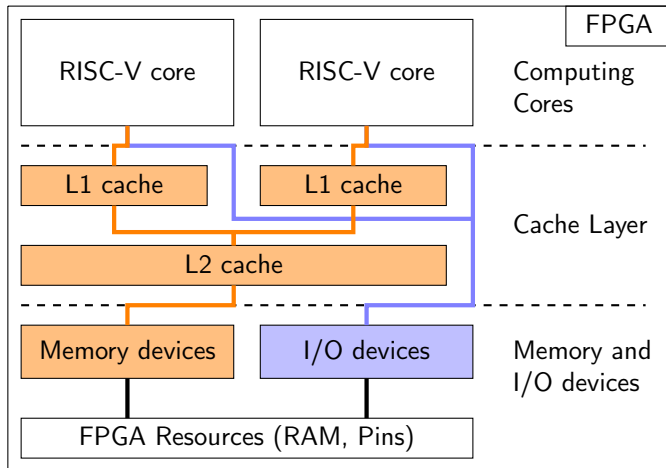 FPGA
RISC-V core
RISC-V core
Computing
Cores
L1 cache
L1 cache
Cache Layer
L2 cache
Memory devices
I/O devices
Memory and
I/O devices
FPGA Resources (RAM, Pins)